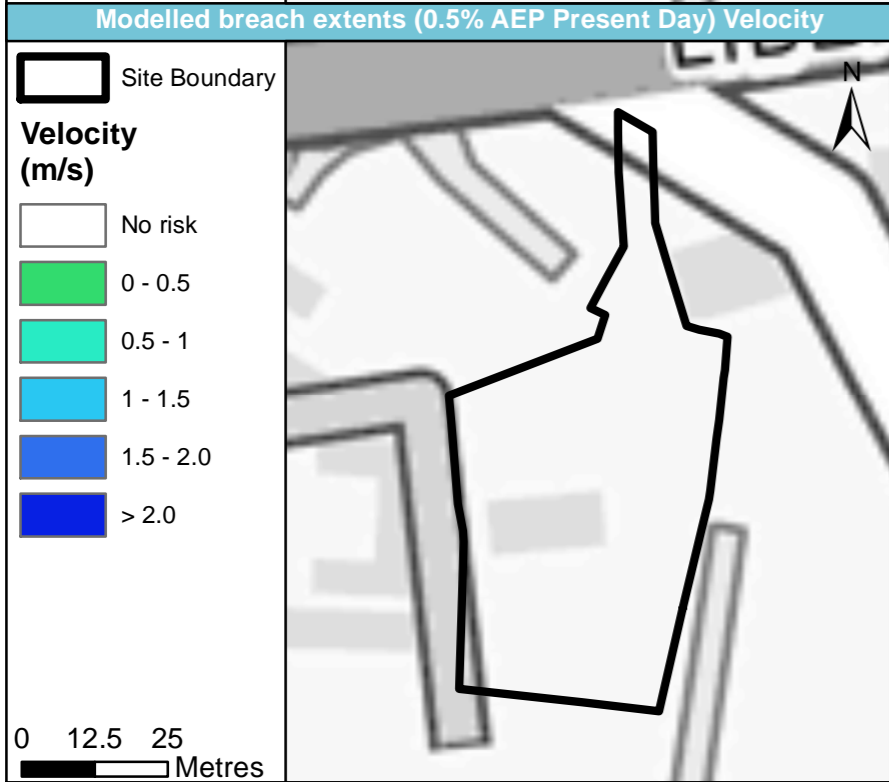 Modelled breach extents (0.5% AEP Present Day) Velocity
Site Boundary
Velocity
(m/s)
No risk
0 - 0.5
0.5 - 1
1 - 1.5
1.5 - 2.0
> 2.0
0 12.5 25
Metres
N